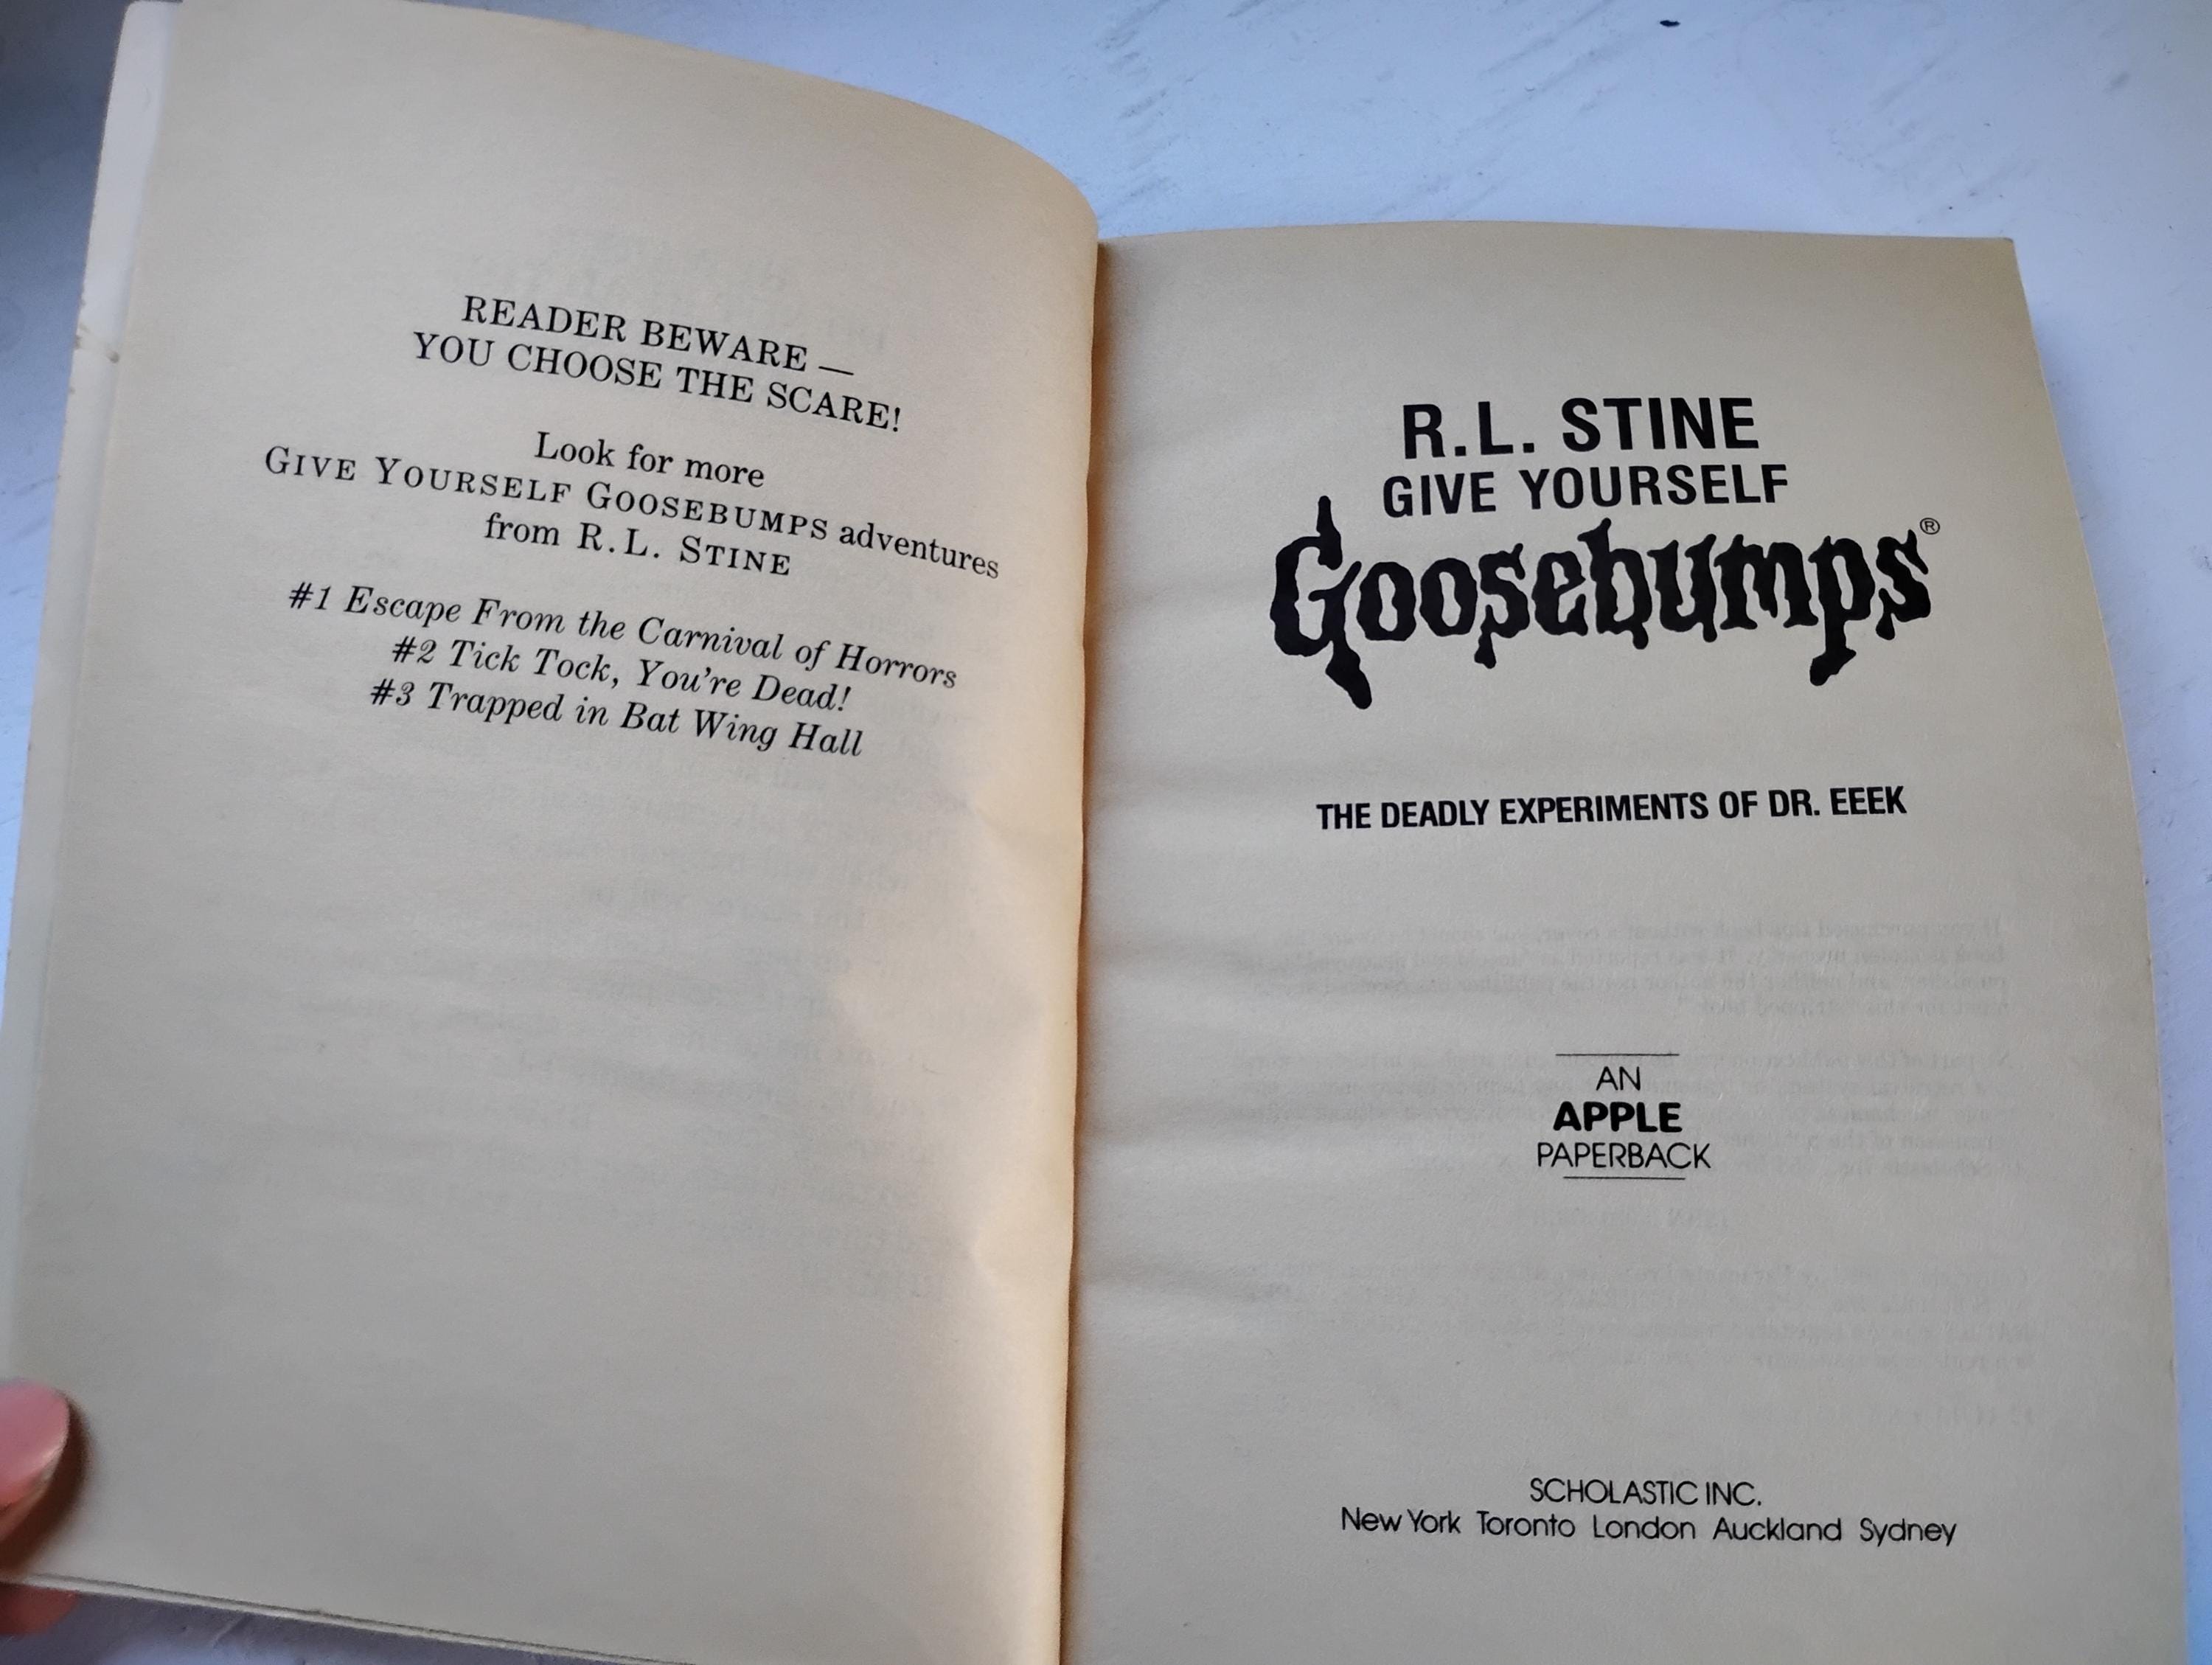 READER BEWARE —
YOU CHOOSE THE SCARE!
Look for more
GIVE YOURSELF GOOSEBUMPS adventures
from R.L. STINE
#1 Escape From the Carnival of Horrors
#2 Tick Tock, You're Dead!
#3 Trapped in Bat Wing Hall
R.L. STINE
GIVE YOURSELF
Goosebumps®
THE DEADLY EXPERIMENTS OF DR. EEEK
AN
APPLE
PAPERBACK
SCHOLASTIC INC.
New York Toronto London Auckland Sydney